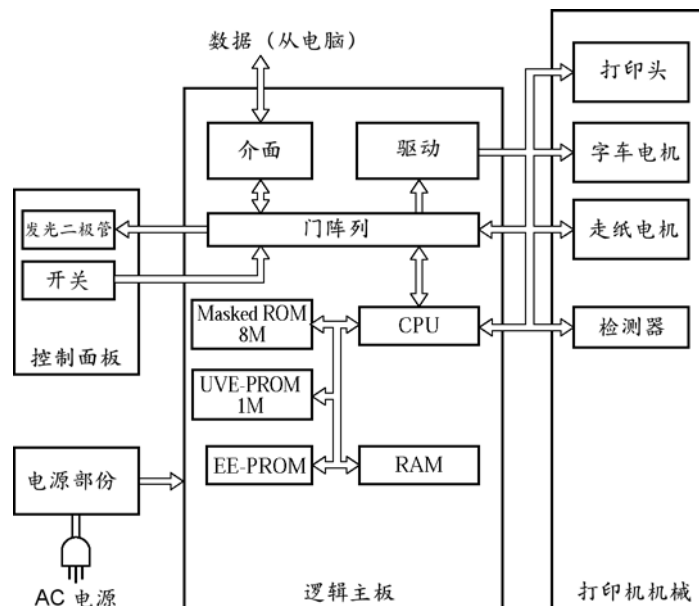 数据（从电脑）
打印头
介面
驱动
字车电机
发光二极管
门阵列
走纸电机
开关
Masked ROM
8M
CPU
检测器
控制面板
UVE-PROM
1M
电源部份
EE-PROM
RAM
AC 电源
逻辑主板
打印机机械